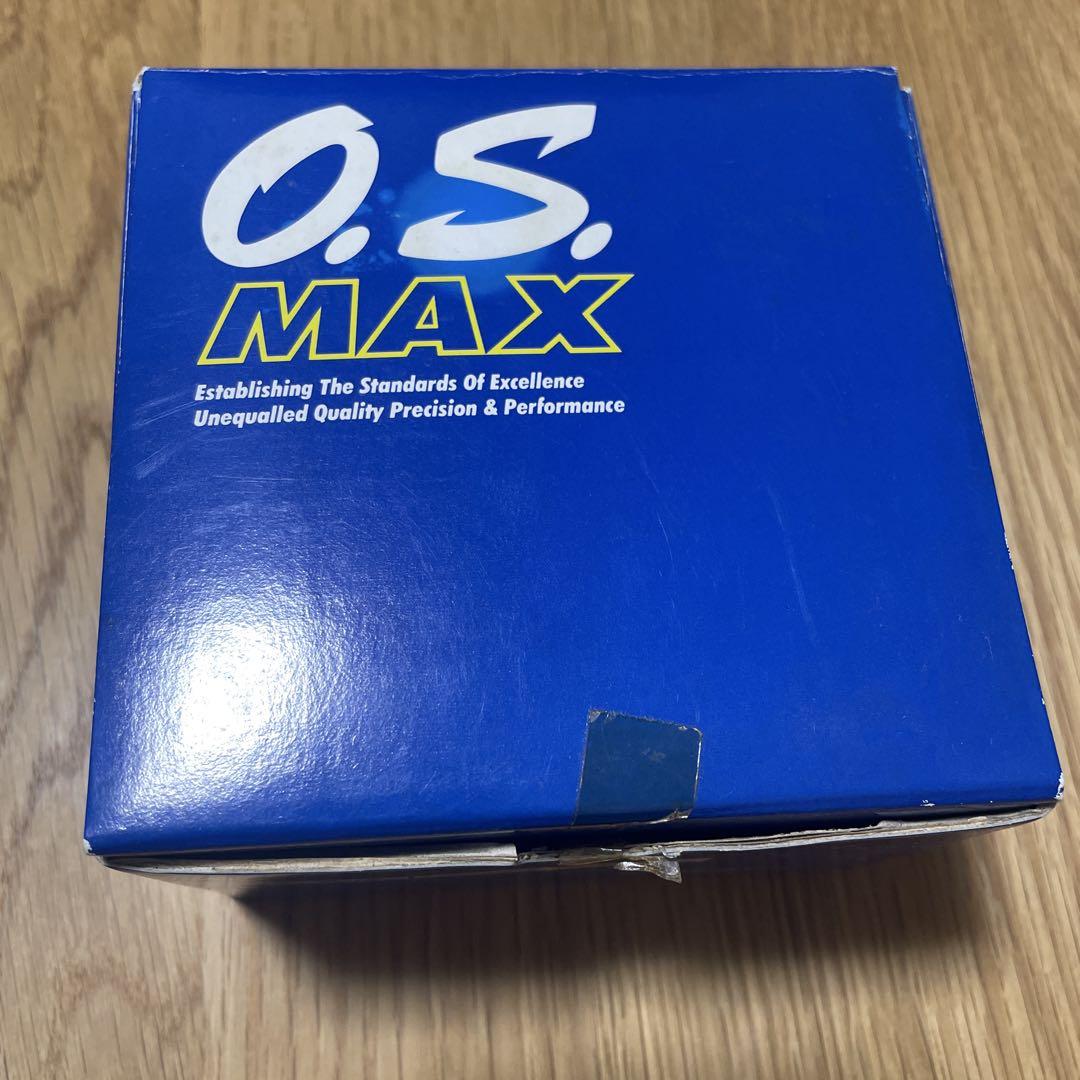 O.S.
MAX
Establishing The Standards Of Excellence
Unequalled Quality Precision & Performance